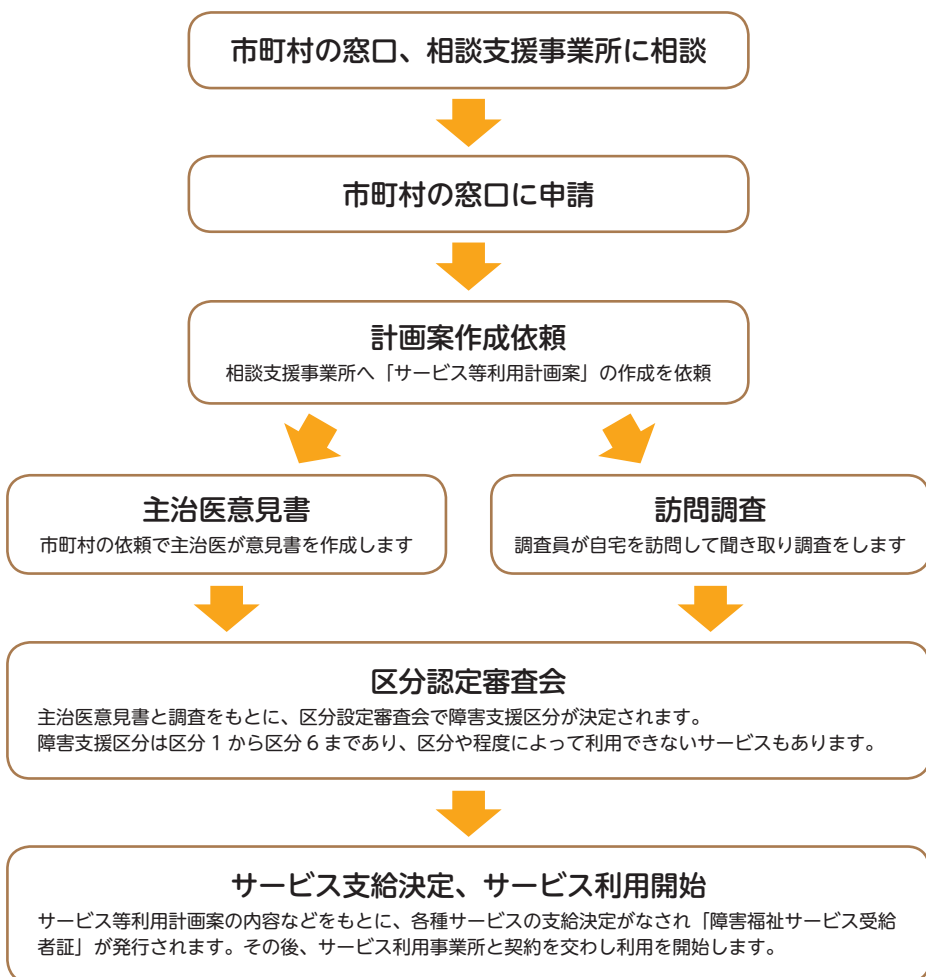 市町村の窓口、相談支援事業所に相談
市町村の窓口に申請
計画案作成依頼
相談支援事業所へ「サービス等利用計画案」の作成を依頼
主治医意見書
市町村の依頼で主治医が意見書を作成します
訪問調査
調査員が自宅を訪問して聞き取り調査をします
区分認定審査会
主治医意見書と調査をもとに、区分設定審査会で障害支援区分が決定されます。
障害支援区分は区分 1 から区分 6 まであり、区分や程度によって利用できないサービスもあります。
サービス支給決定、サービス利用開始
サービス等利用計画案の内容などをもとに、各種サービスの支給決定がなされ「障害福祉サービス受給
者証」が発行されます。その後、サービス利用事業所と契約を交わし利用を開始します。